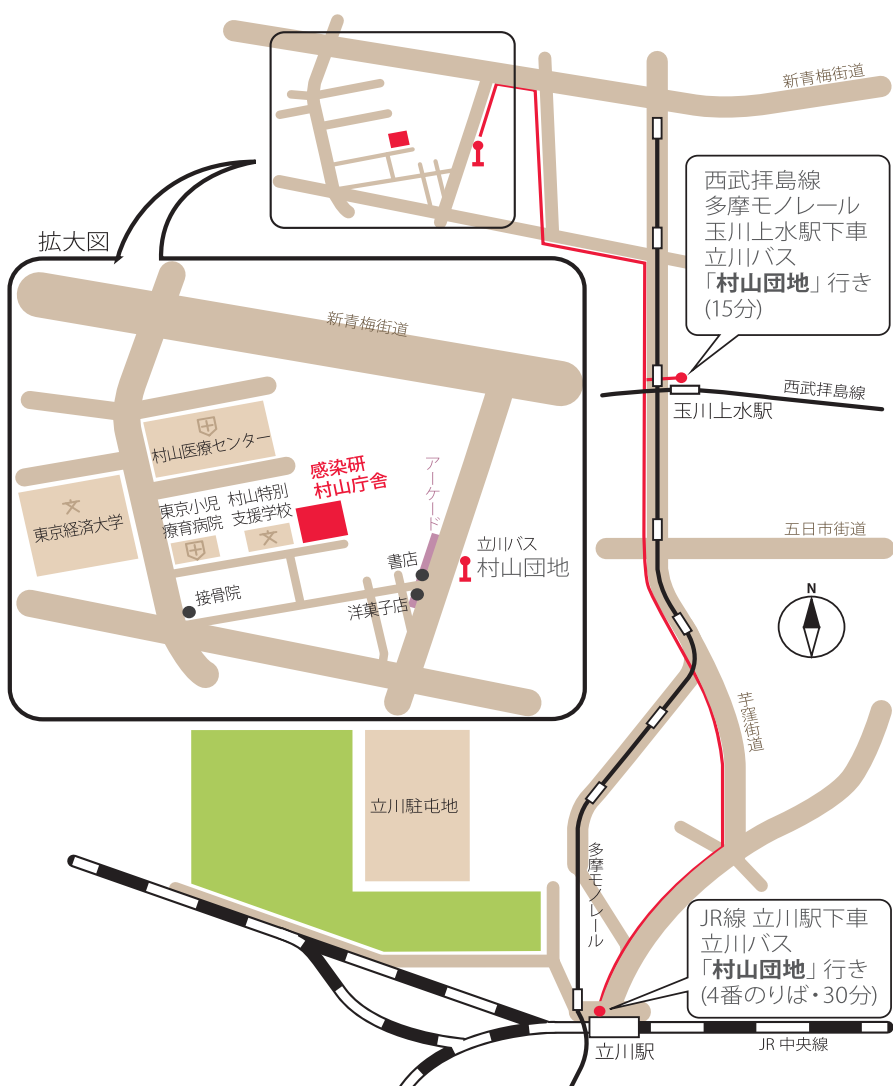 新青梅街道
西武拝島線
多摩モノレール
玉川上水駅下車
立川バス
「村山団地」行き
(15分)
拡大図
新青梅街道
西武拝島線
玉川上水駅
村山医療センター
アーケード
感染研
村山庁舎
東京経済大学
東京小児
療育病院
村山特別
支援学校
五日市街道
書店
立川バス
村山団地
接骨院
洋菓子店
N
芋窪街道
立川駐屯地
多摩モノレール
JR線 立川駅下車
立川バス
「村山団地」行き
(4番のりば・30分)
立川駅
JR 中央線